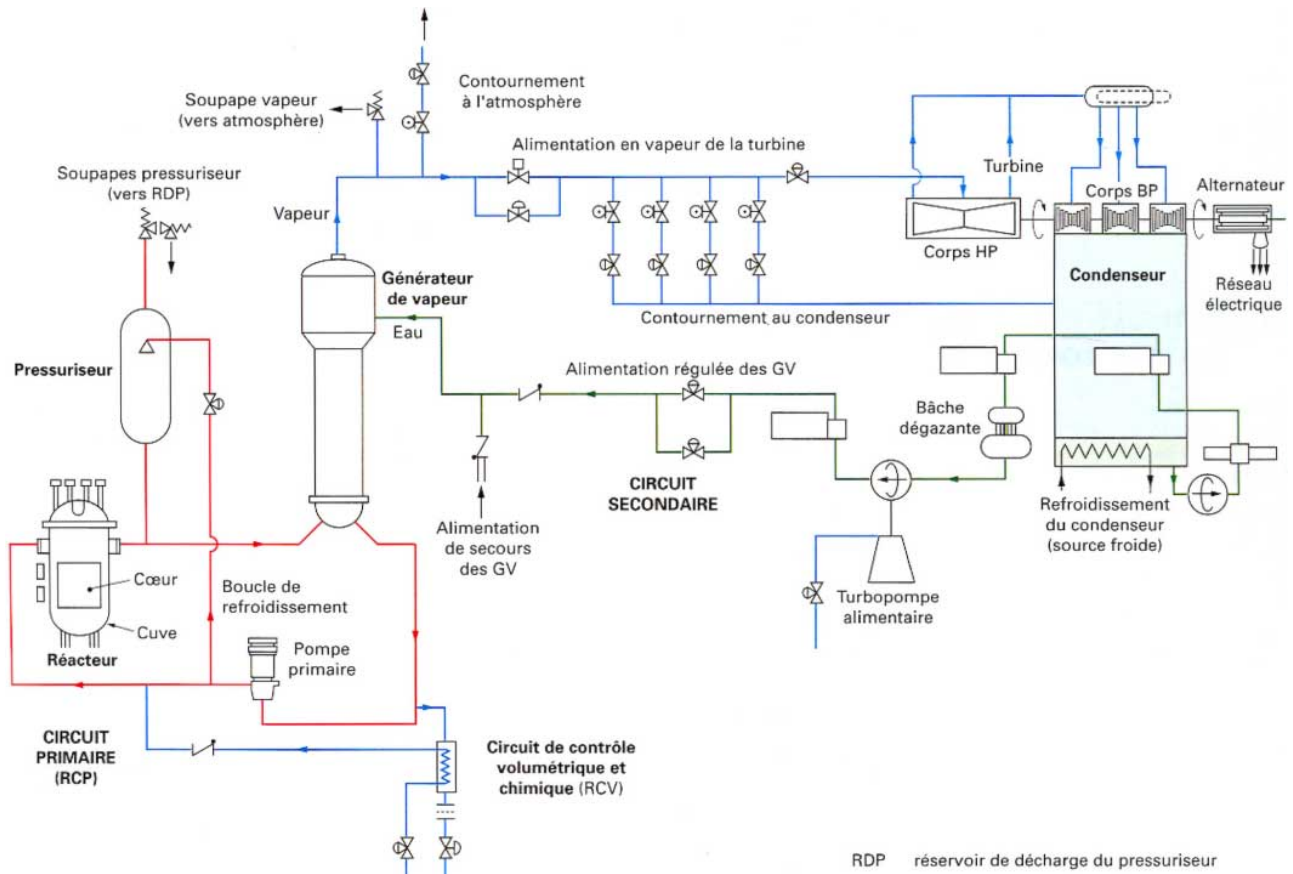 Contournement
à l'atmosphère
Soupape vapeur
(vers atmosphère)
Alimentation en vapeur de la turbine
Soupapes pressuriseur
(vers RDP)
Turbine
Corps BP
Alternateur
Vapeur
Corps HP
Générateur
de vapeur
Condenseur
Réseau
électrique
Eau
Contournement au condenseur
Pressuriseur
Alimentation régulée des GV
Bâche
dégazante
CIRCUIT
SECONDAIRE
Refroidissement
du condenseur
(source froide)
Alimentation
de secours
des GV
Cœur
Boucle de
refroidissement
Turbopompe
alimentaire
Cuve
Réacteur
Pompe
primaire
CIRCUIT
PRIMAIRE
(RCP)
Circuit de contrôle
volumétrique et
chimique (RCV)
RDP réservoir de décharge du pressuriseur